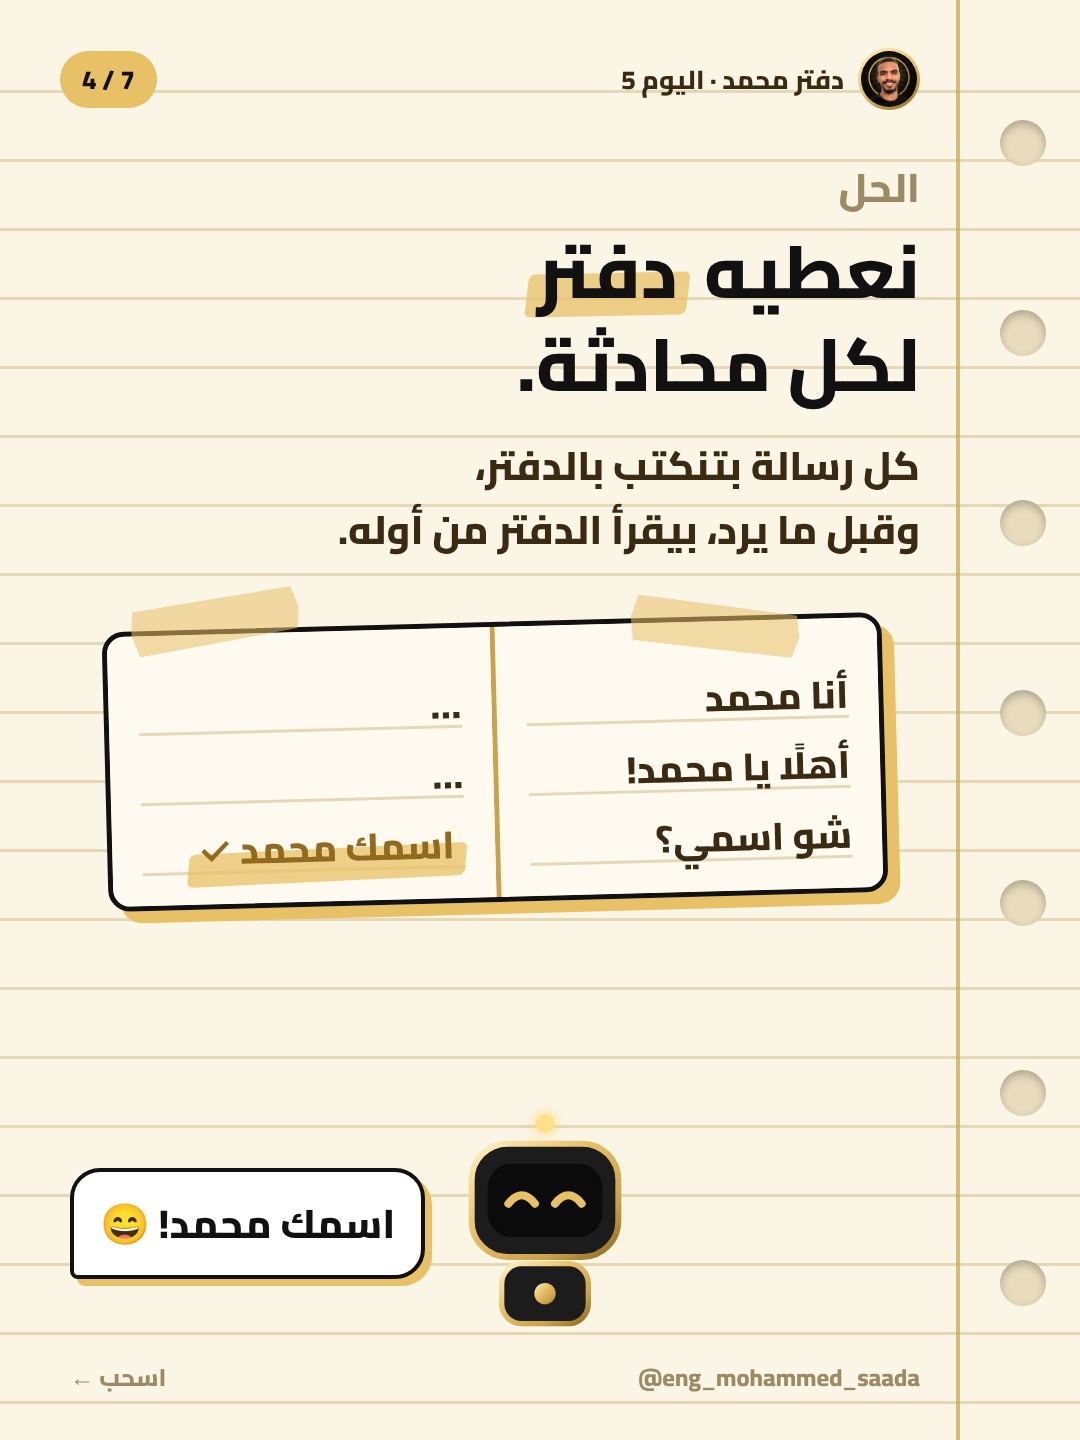 دفتر محمد · اليوم 5
4 / 7
الحل
نعطيه دفتر
لكل محادثة.
كل رسالة بتنكتب بالدفتر،
وقبل ما يرد، بيقرأ الدفتر من أوله.
أنا محمد
أهلًا يا محمد!
شو اسمي؟
...
...
اسمك محمد ✓
اسمك محمد! 😄
@eng_mohammed_saada
اسحب ←